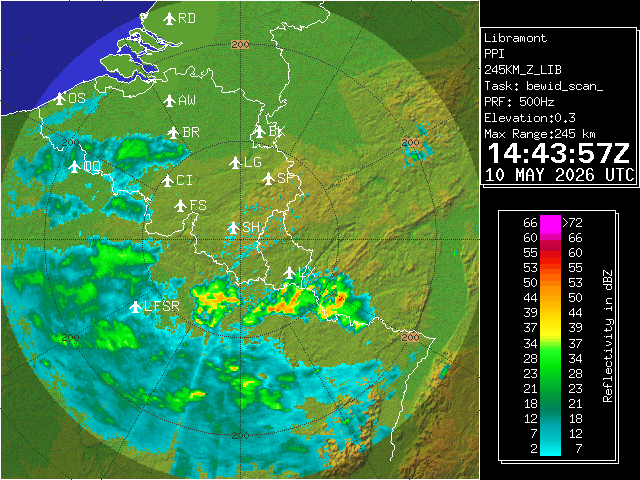 RD
200
OS
AW
BR
BK
200
200
OO
LG
CI
SP
FS
SH
LX
LFSR
200
200
200
Libramont
PPI
245KM_Z_LIB
Task: bewid_scan_
PRF: 500Hz
Elevation:0.3
Max Range:245 km
14:43:57Z
10 MAY 2026 UTC
66 >72
60 66
55 60
53 55
50 53
44 50
39 44
37 39
34 37
28 34
23 28
21 23
18 21
12 18
7 12
2 7
Reflectivity in dBZ